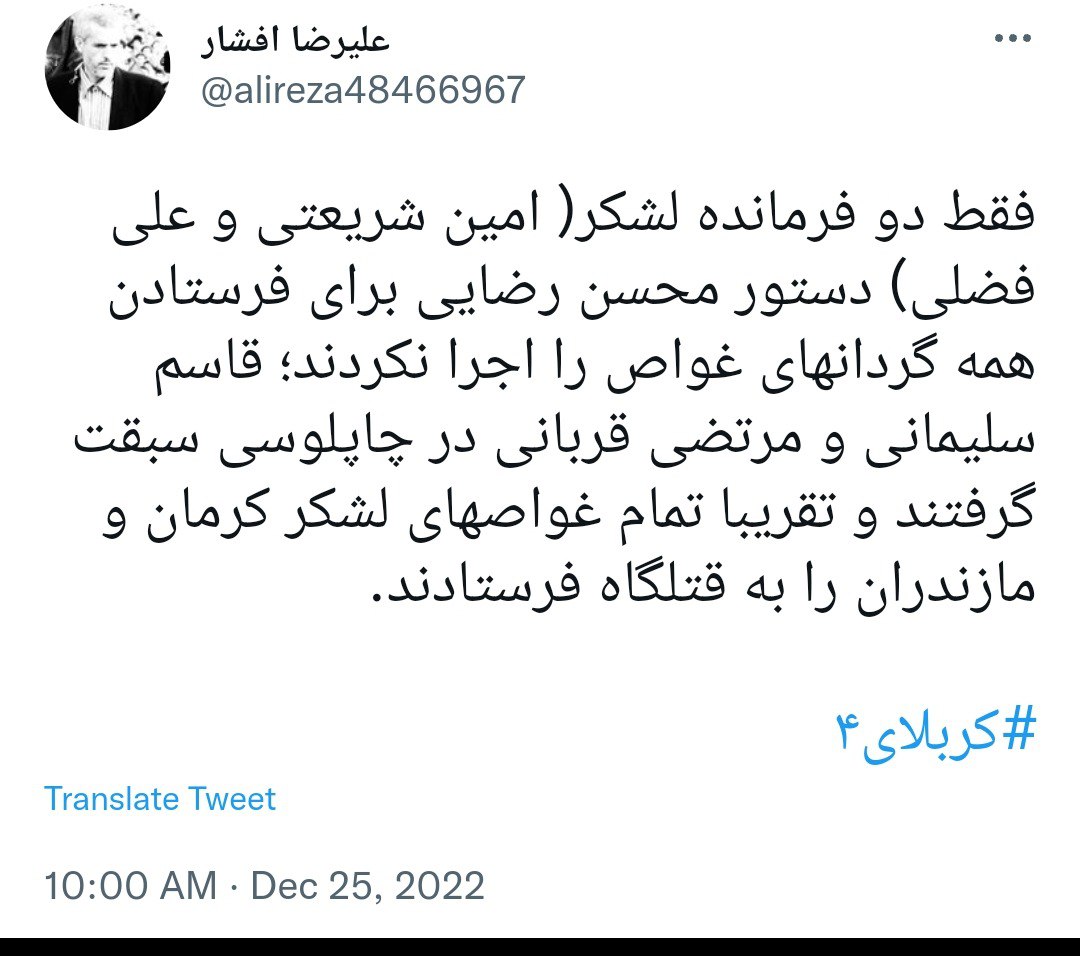 علیرضا افشار
@alireza48466967
فقط دو فرمانده لشکر( امین شریعتی و علی
فضلی) دستور محسن رضایی برای فرستادن
همه گردانهای غواص را اجرا نکردند؛ قاسم
سلیمانی و مرتضی قربانی در چاپلوسی سبقت
گرفتند و تقریبا تمام غواصهای لشکر کرمان و
مازندران را به قتلگاه فرستادند.
#کربلای۴
Translate Tweet
10:00 AM · Dec 25, 2022